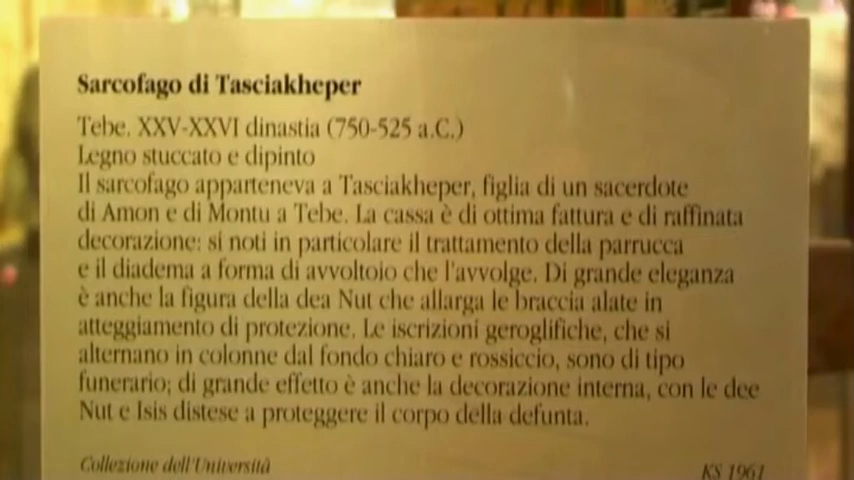 Sarcofago di Tasciakheper
Tebe. XXV-XXVI dinastia (750-525 a.C.)
Legno stuccato e dipinto
Il sarcofago apparteneva a Tasciakheper, figlia di un sacerdote
di Amon e di Montu a Tebe. La cassa è di ottima fattura e di raffinata
decorazione: si noti in particolare il trattamento della parrucca
e il diadema a forma di avvoltoio che l'avvolge. Di grande eleganza
è anche la figura della dea Nut che allarga le braccia alate in
atteggiamento di protezione. Le iscrizioni geroglifiche, che si
alternano in colonne dal fondo chiaro e rossiccio, sono di tipo
funerario; di grande effetto è anche la decorazione interna, con le dee
Nut e Isis distese a proteggere il corpo della defunta.
Collezione dell'Università
KS 1961